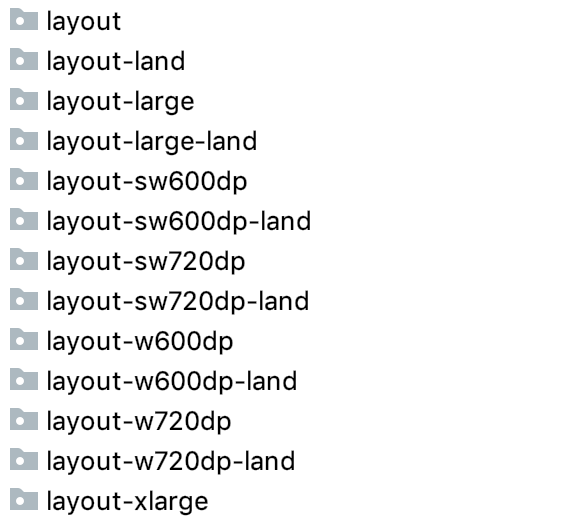 layout
layout-land
layout-large
layout-large-land
layout-sw600dp
layout-sw600dp-land
layout-sw720dp
layout-sw720dp-land
layout-w600dp
layout-w600dp-land
layout-w720dp
layout-w720dp-land
layout-xlarge